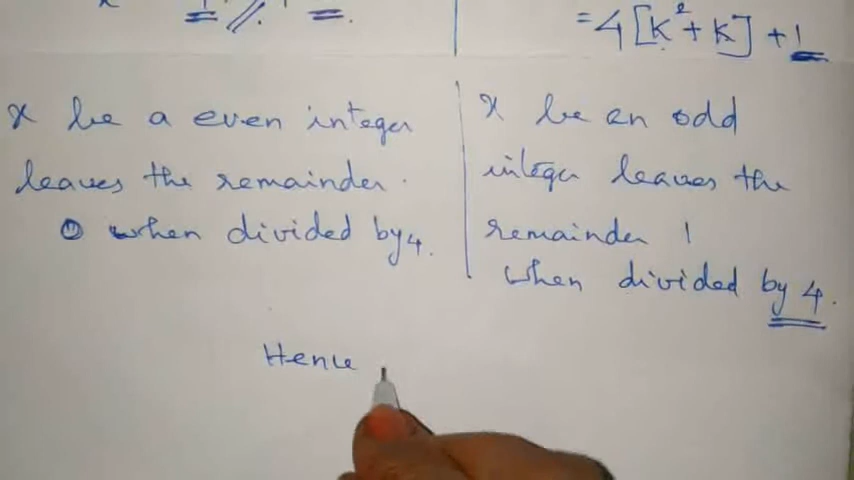 =4[K²+K]+1
x be a even integer
leaves the remainder.
0 when divided by 4.
x be an odd
integer leaves the
remainder 1
when divided by 4.
Hence